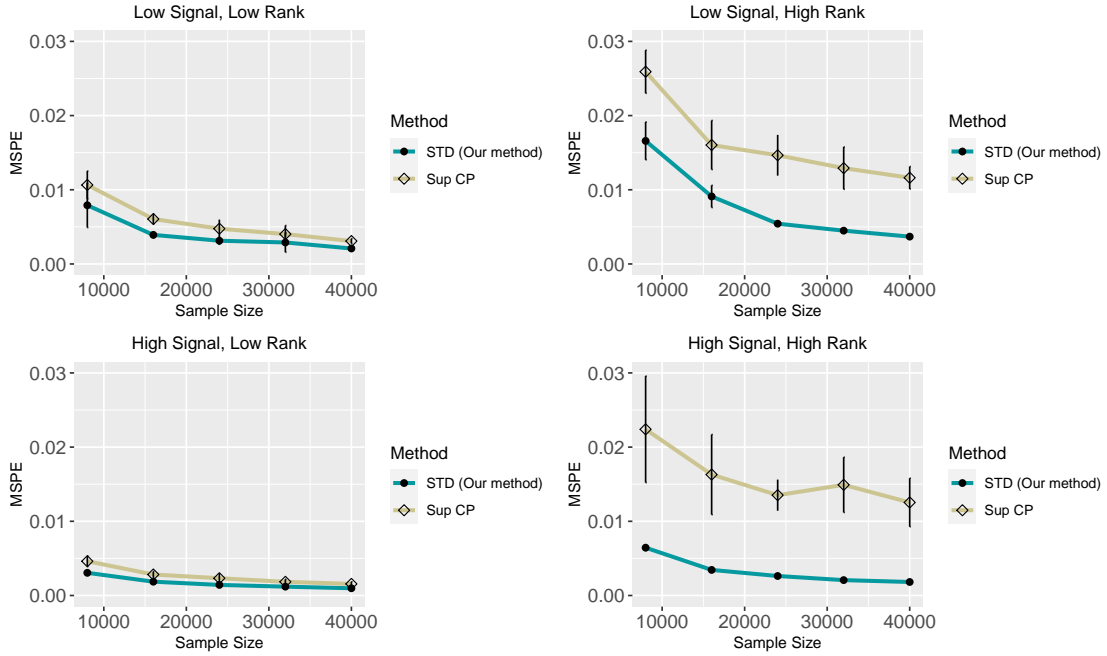 Low Signal, Low Rank
0.03
0.02
0.01
0.00
MSPE
10000 20000 30000 40000
Sample Size
Method
STD (Our method)
Sup CP
Low Signal, High Rank
0.03
0.02
0.01
0.00
MSPE
10000 20000 30000 40000
Sample Size
Method
STD (Our method)
Sup CP
High Signal, Low Rank
0.03
0.02
0.01
0.00
MSPE
10000 20000 30000 40000
Sample Size
Method
STD (Our method)
Sup CP
High Signal, High Rank
0.03
0.02
0.01
0.00
MSPE
10000 20000 30000 40000
Sample Size
Method
STD (Our method)
Sup CP